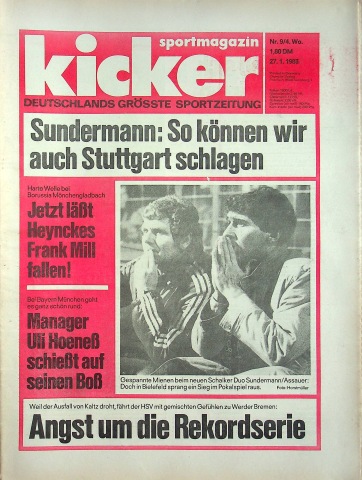 sportmagazin
kicker
DEUTSCHLANDS GRÖSSTE SPORTZEITUNG
Nr. 9/4. Wo.
1,80 DM
27. 1. 1983
Sundermann: So können wir
auch Stuttgart schlagen
Harte Welle bei
Borussia Mönchengladbach
Jetzt läßt
Heynckes
Frank Mill
fallen!
Bei Bayern München geht
es ganz schön rund:
Manager
Uli Hoeneß
schießt auf
seinen Boß
Gespannte Mienen beim neuen Schalker Duo Sundermann/Assauer:
Doch in Bielefeld sprang ein Sieg im Pokalspiel raus.
Foto: Horstmüller
Weil der Ausfall von Kaltz droht, fährt der HSV mit gemischten Gefühlen zu Werder Bremen:
Angst um die Rekordserie